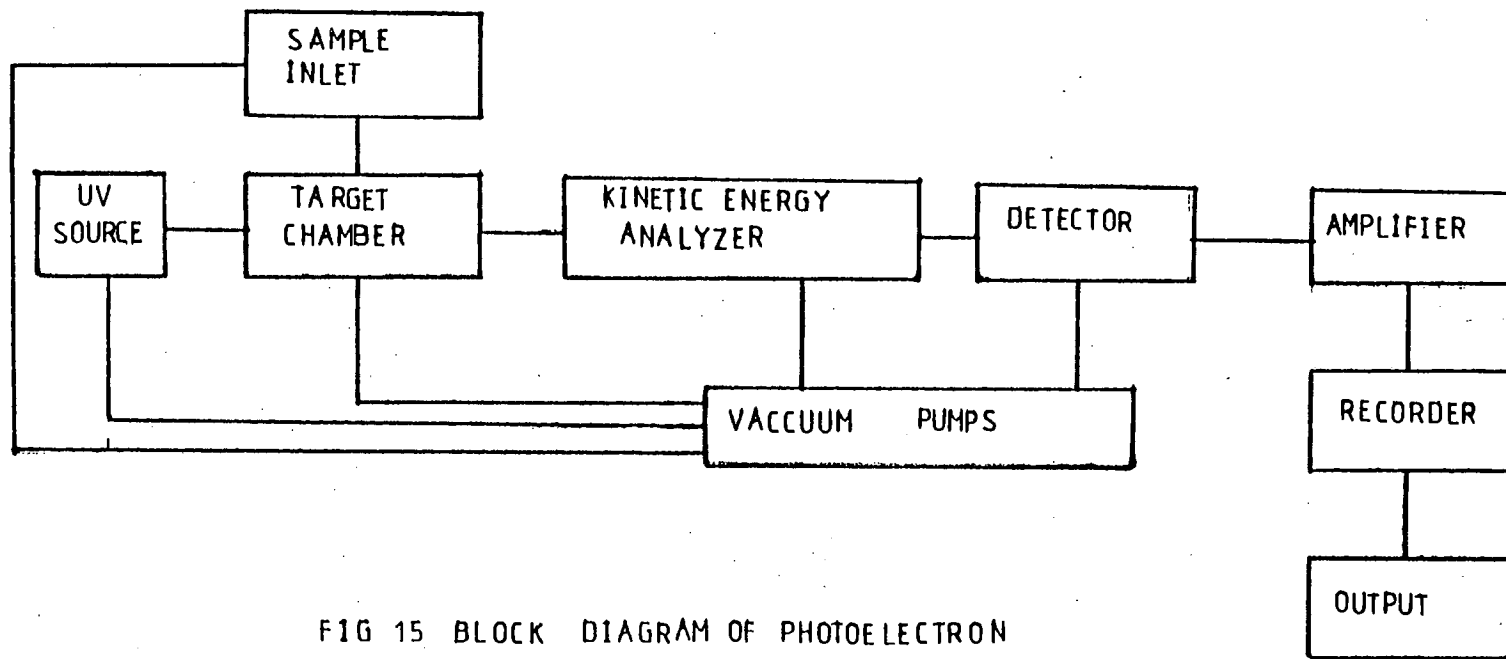 SAMPLE
INLET
UV
SOURCE
TARGET
CHAMBER
KINETIC ENERGY
ANALYZER
DETECTOR
AMPLIFIER
VACCUUM PUMPS
RECORDER
OUTPUT
FIG 15 BLOCK DIAGRAM OF PHOTOELECTRON